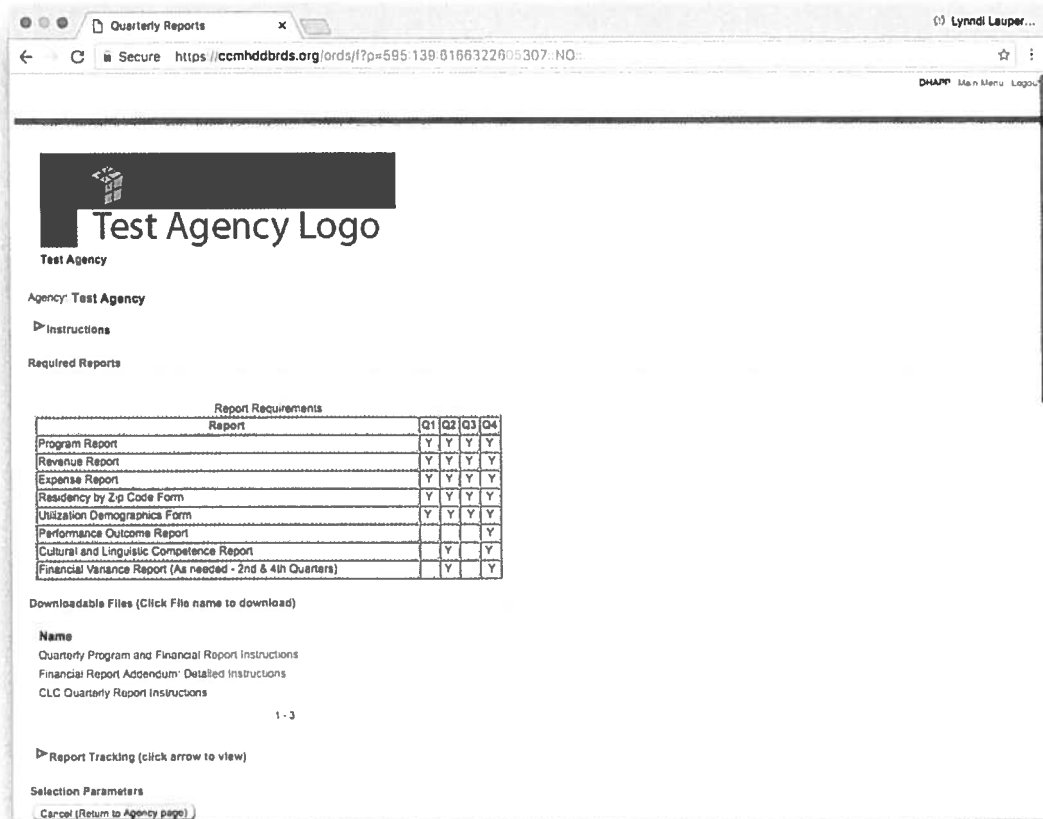 Quarterly Reports
Lynndi Lauper...
Secure https://ccmhddbrds.org/ords/f?p=595:139:6166322605307::NO::
DHAPP Main Menu Logout
Test Agency Logo
Test Agency
Agency: Test Agency
Instructions
Required Reports
Report Requirements
Report Q1 Q2 Q3 Q4
Program Report Y Y Y Y
Revenue Report Y Y Y Y
Expense Report Y Y Y Y
Residency by Zip Code Form Y Y Y Y
Utilization Demographics Form Y Y Y Y
Performance Outcome Report Y
Cultural and Linguistic Competence Report Y Y
Financial Variance Report (As needed - 2nd & 4th Quarters) Y Y
Downloadable Files (Click File name to download)
Name
Quarterly Program and Financial Report Instructions
Financial Report Addendum: Detailed Instructions
CLC Quarterly Report Instructions
1 - 3
Report Tracking (click arrow to view)
Selection Parameters
Cancel (Return to Agency page)